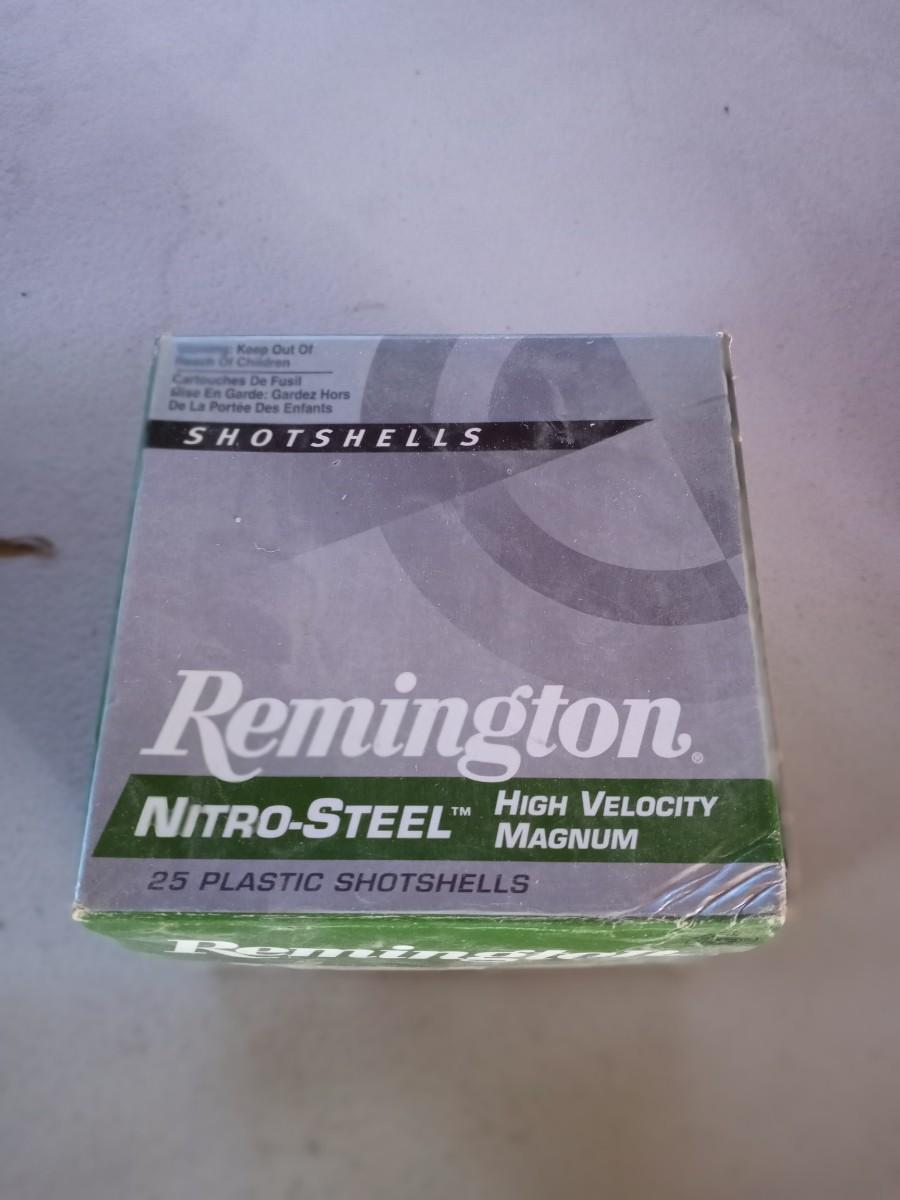 Keep Out Of
Reach Of Children
Cartouches De Fusil
Mise En Garde: Gardez Hors
De La Portée Des Enfants
SHOTSHELLS
Remington®
NITRO-STEEL™ HIGH VELOCITY
MAGNUM
25 PLASTIC SHOTSHELLS
Remington